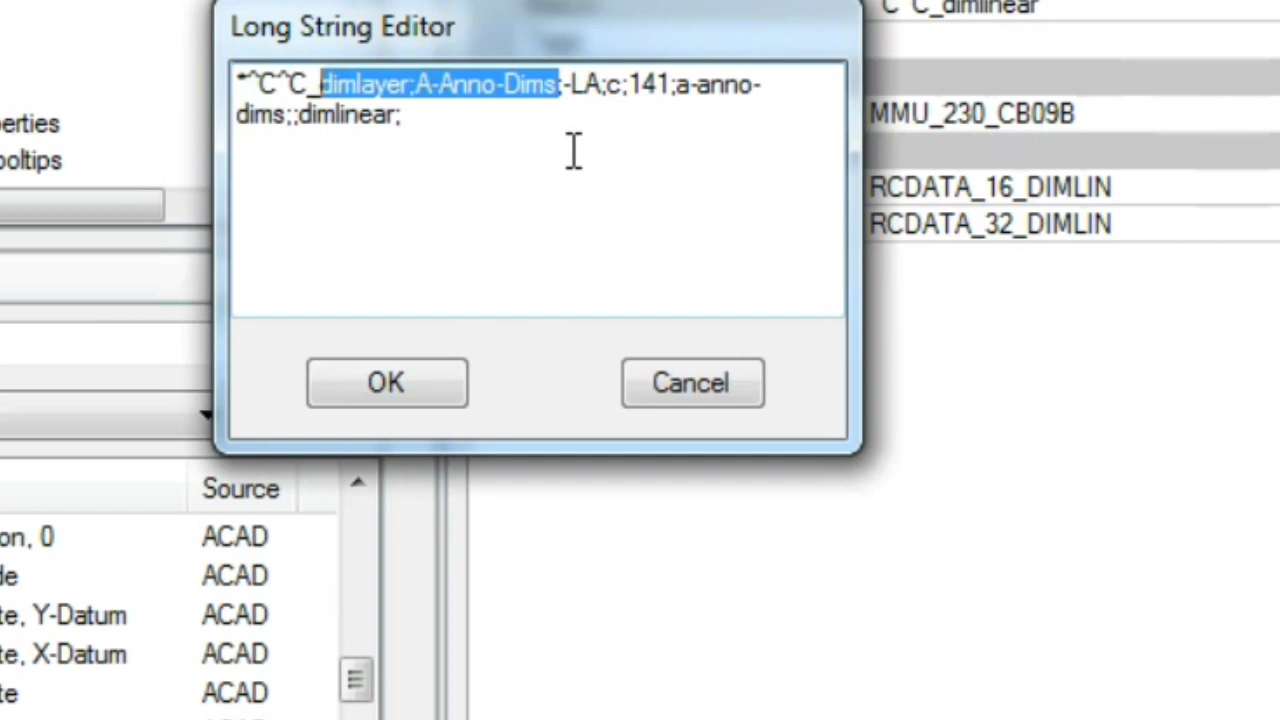 Long String Editor
C^C_dimlinear
*^C^C_dimlayer;A-Anno-Dims;-LA;c;141;a-anno-
dims;;dimlinear;
perties
ooltips
MMU_230_CB09B
RCDATA_16_DIMLIN
RCDATA_32_DIMLIN
OK Cancel
Source
on, 0 ACAD
de ACAD
te, Y-Datum ACAD
te, X-Datum ACAD
te ACAD